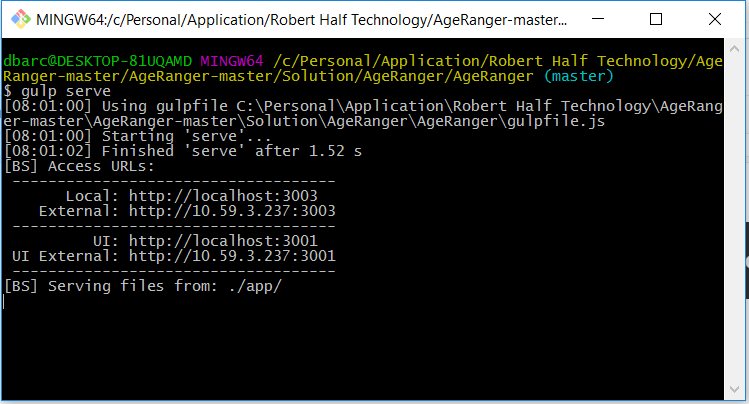 MINGW64:/c/Personal/Application/Robert Half Technology/AgeRanger-master...
dbarc@DESKTOP-81UQAMD MINGW64 /c/Personal/Application/Robert Half Technology/Age
Ranger-master/AgeRanger-master/Solution/AgeRanger/AgeRanger (master)
$ gulp serve
[08:01:00] Using gulpfile C:\Personal\Application\Robert Half Technology\AgeRang
er-master\AgeRanger-master\Solution\AgeRanger\AgeRanger\gulpfile.js
[08:01:00] Starting 'serve'...
[08:01:02] Finished 'serve' after 1.52 s
[BS] Access URLs:
-------------------------------------
Local: http://localhost:3003
External: http://10.59.3.237:3003
-------------------------------------
UI: http://localhost:3001
UI External: http://10.59.3.237:3001
-------------------------------------
[BS] Serving files from: ./app/